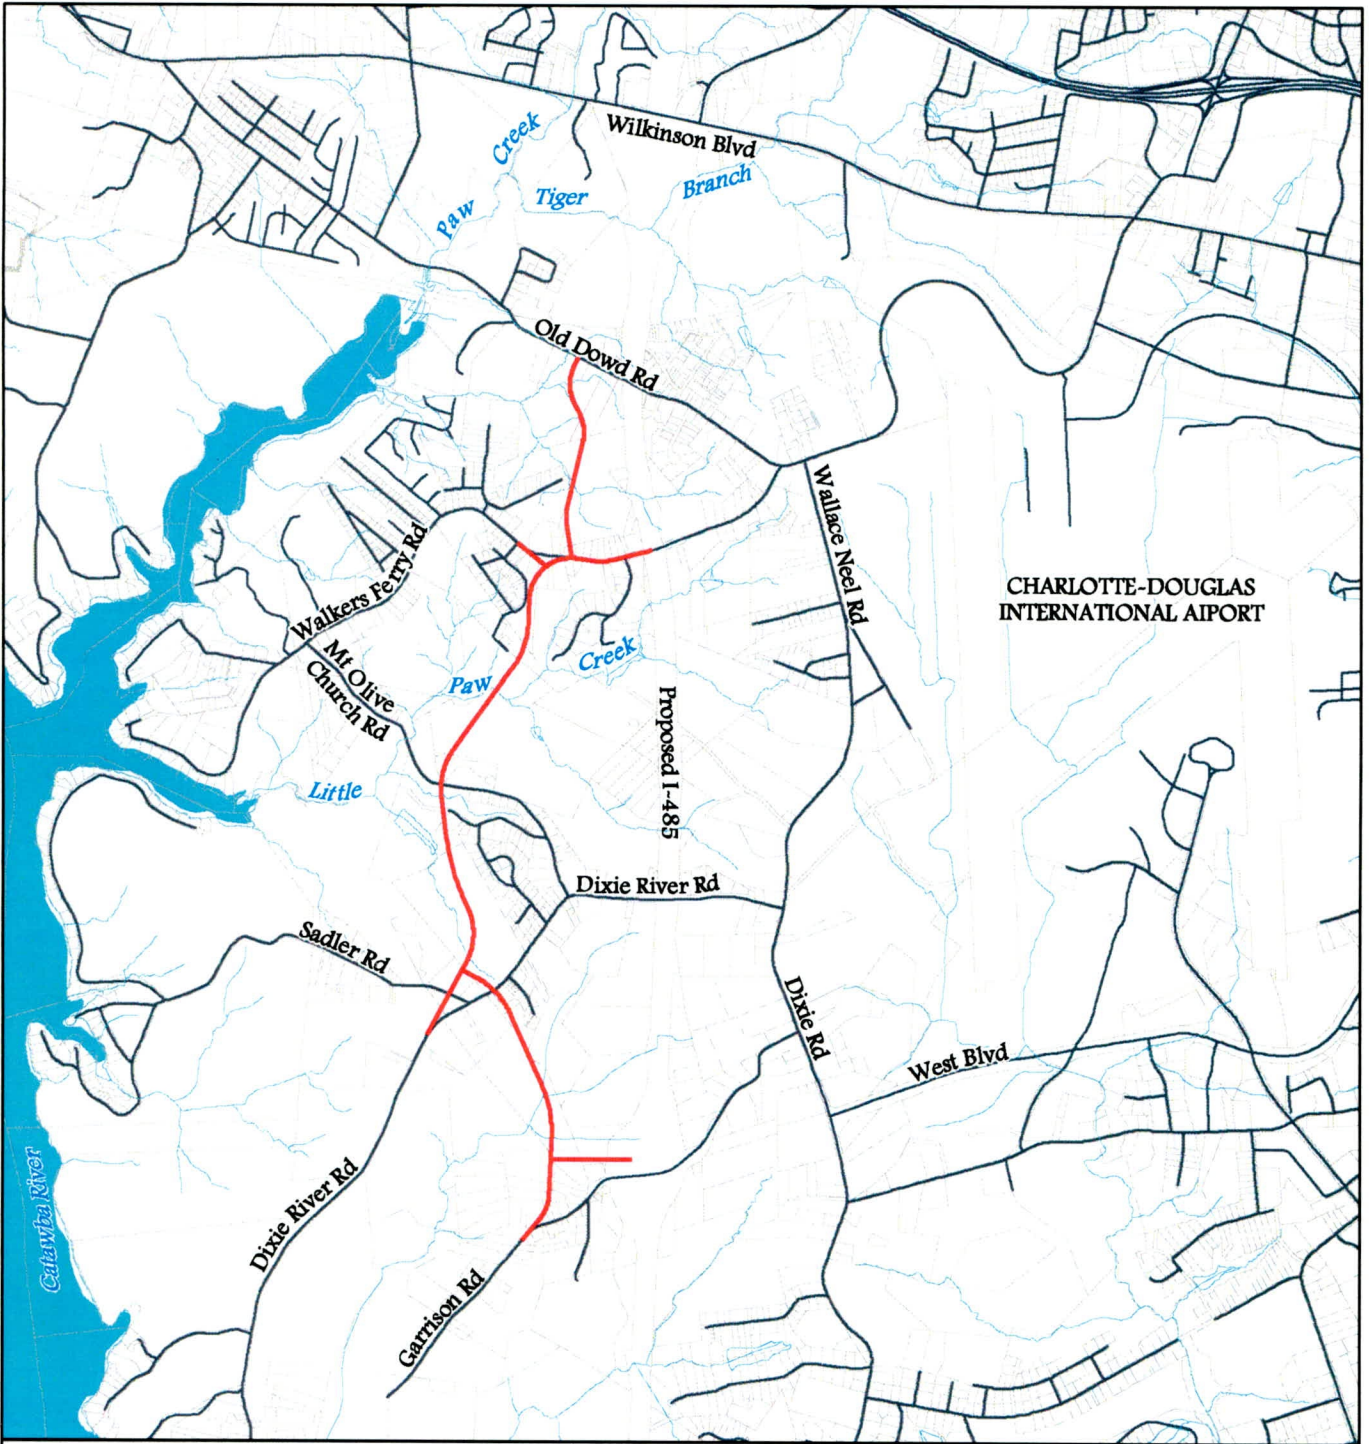 Wilkinson Blvd
Creek
Paw
Tiger
Branch
Old Dowd Rd
Wallace Neel Rd
CHARLOTTE-DOUGLAS
INTERNATIONAL AIPORT
Walkers Ferry Rd
Mt Olive
Church Rd
Creek
Paw
Little
Proposed I-485
Dixie River Rd
Sadler Rd
Dixie Rd
West Blvd
Catawba River
Dixie River Rd
Garrison Rd